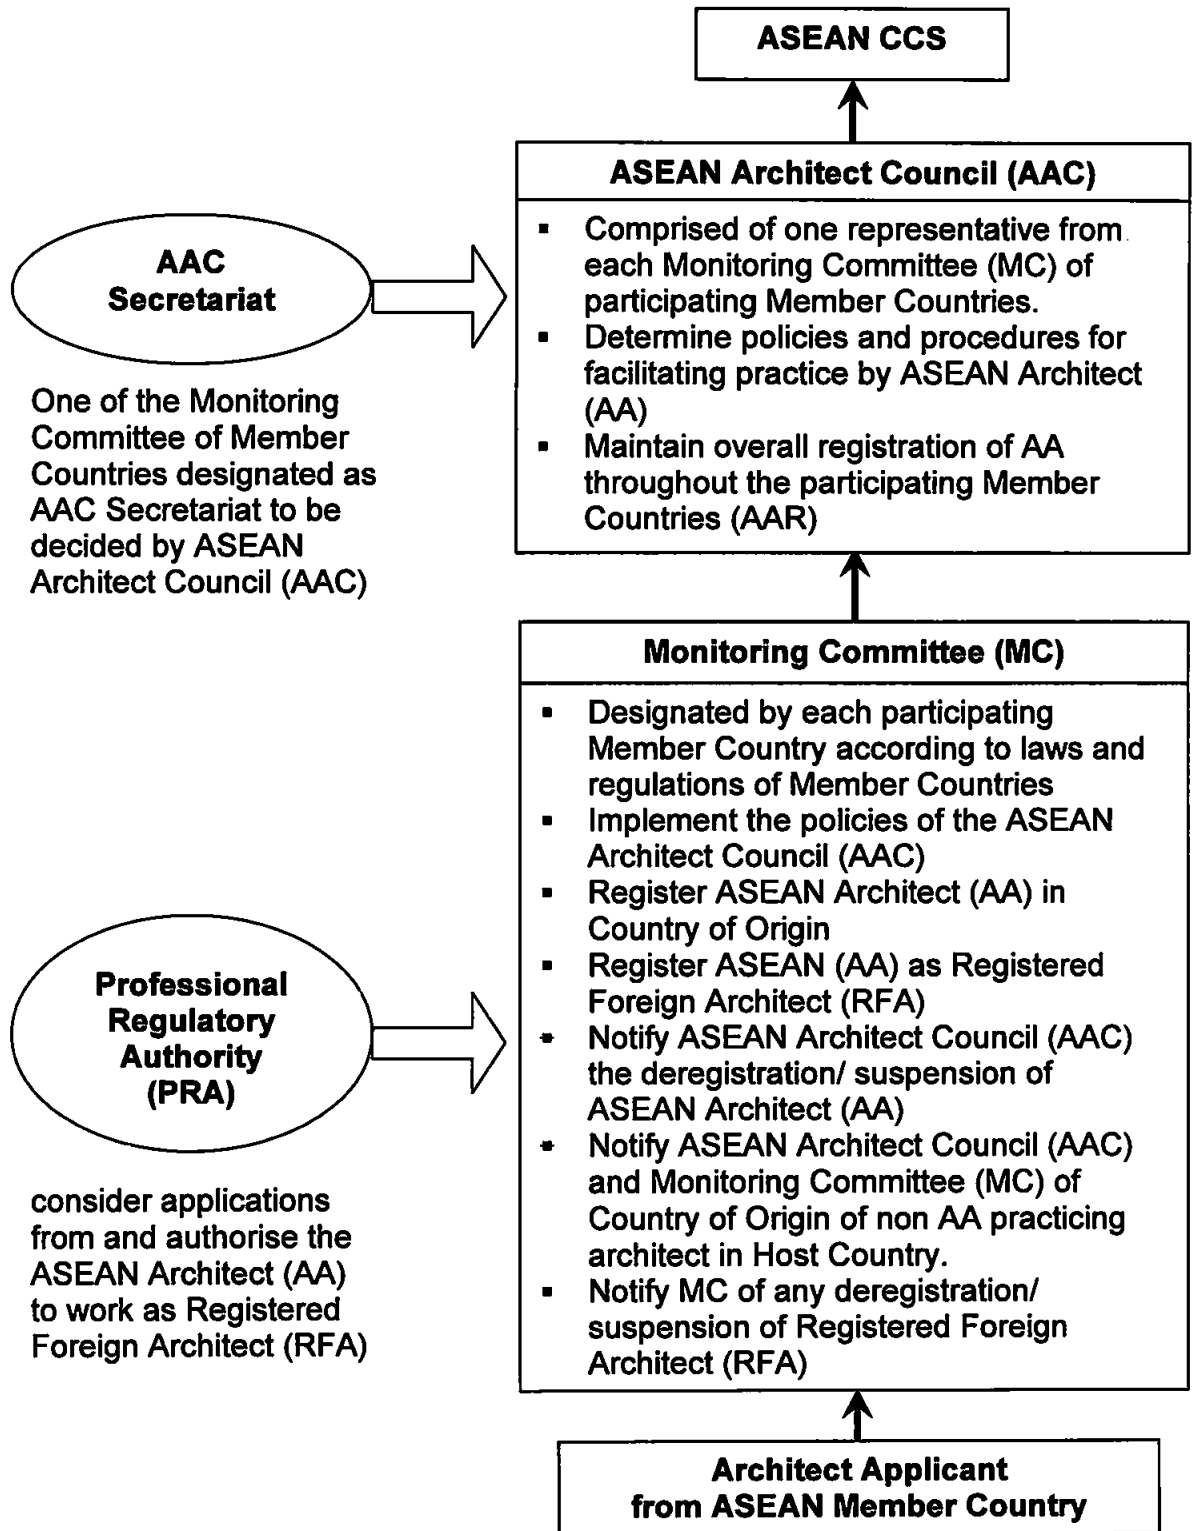 ASEAN CCS
ASEAN Architect Council (AAC)
▪ Comprised of one representative from
each Monitoring Committee (MC) of
participating Member Countries.
▪ Determine policies and procedures for
facilitating practice by ASEAN Architect
(AA)
▪ Maintain overall registration of AA
throughout the participating Member
Countries (AAR)
AAC
Secretariat
One of the Monitoring
Committee of Member
Countries designated as
AAC Secretariat to be
decided by ASEAN
Architect Council (AAC)
Monitoring Committee (MC)
▪ Designated by each participating
Member Country according to laws and
regulations of Member Countries
▪ Implement the policies of the ASEAN
Architect Council (AAC)
▪ Register ASEAN Architect (AA) in
Country of Origin
▪ Register ASEAN (AA) as Registered
Foreign Architect (RFA)
▪ Notify ASEAN Architect Council (AAC)
the deregistration/ suspension of
ASEAN Architect (AA)
▪ Notify ASEAN Architect Council (AAC)
and Monitoring Committee (MC) of
Country of Origin of non AA practicing
architect in Host Country.
▪ Notify MC of any deregistration/
suspension of Registered Foreign
Architect (RFA)
Professional
Regulatory
Authority
(PRA)
consider applications
from and authorise the
ASEAN Architect (AA)
to work as Registered
Foreign Architect (RFA)
Architect Applicant
from ASEAN Member Country